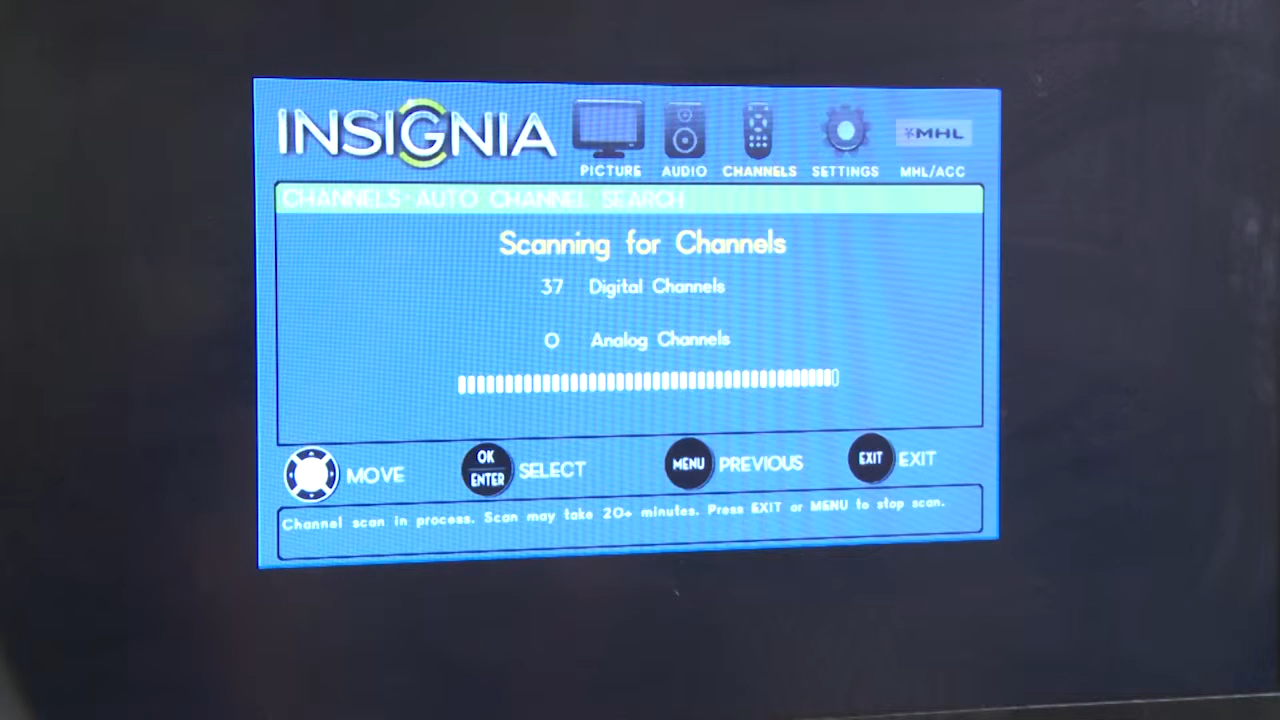 INSIGNIA
PICTURE AUDIO CHANNELS SETTINGS MHL/ACC
MHL
CHANNELS·AUTO CHANNEL SEARCH
Scanning for Channels
37 Digital Channels
0 Analog Channels
MOVE OK ENTER SELECT MENU PREVIOUS EXIT EXIT
Channel scan in process. Scan may take 20+ minutes. Press EXIT or MENU to stop scan.